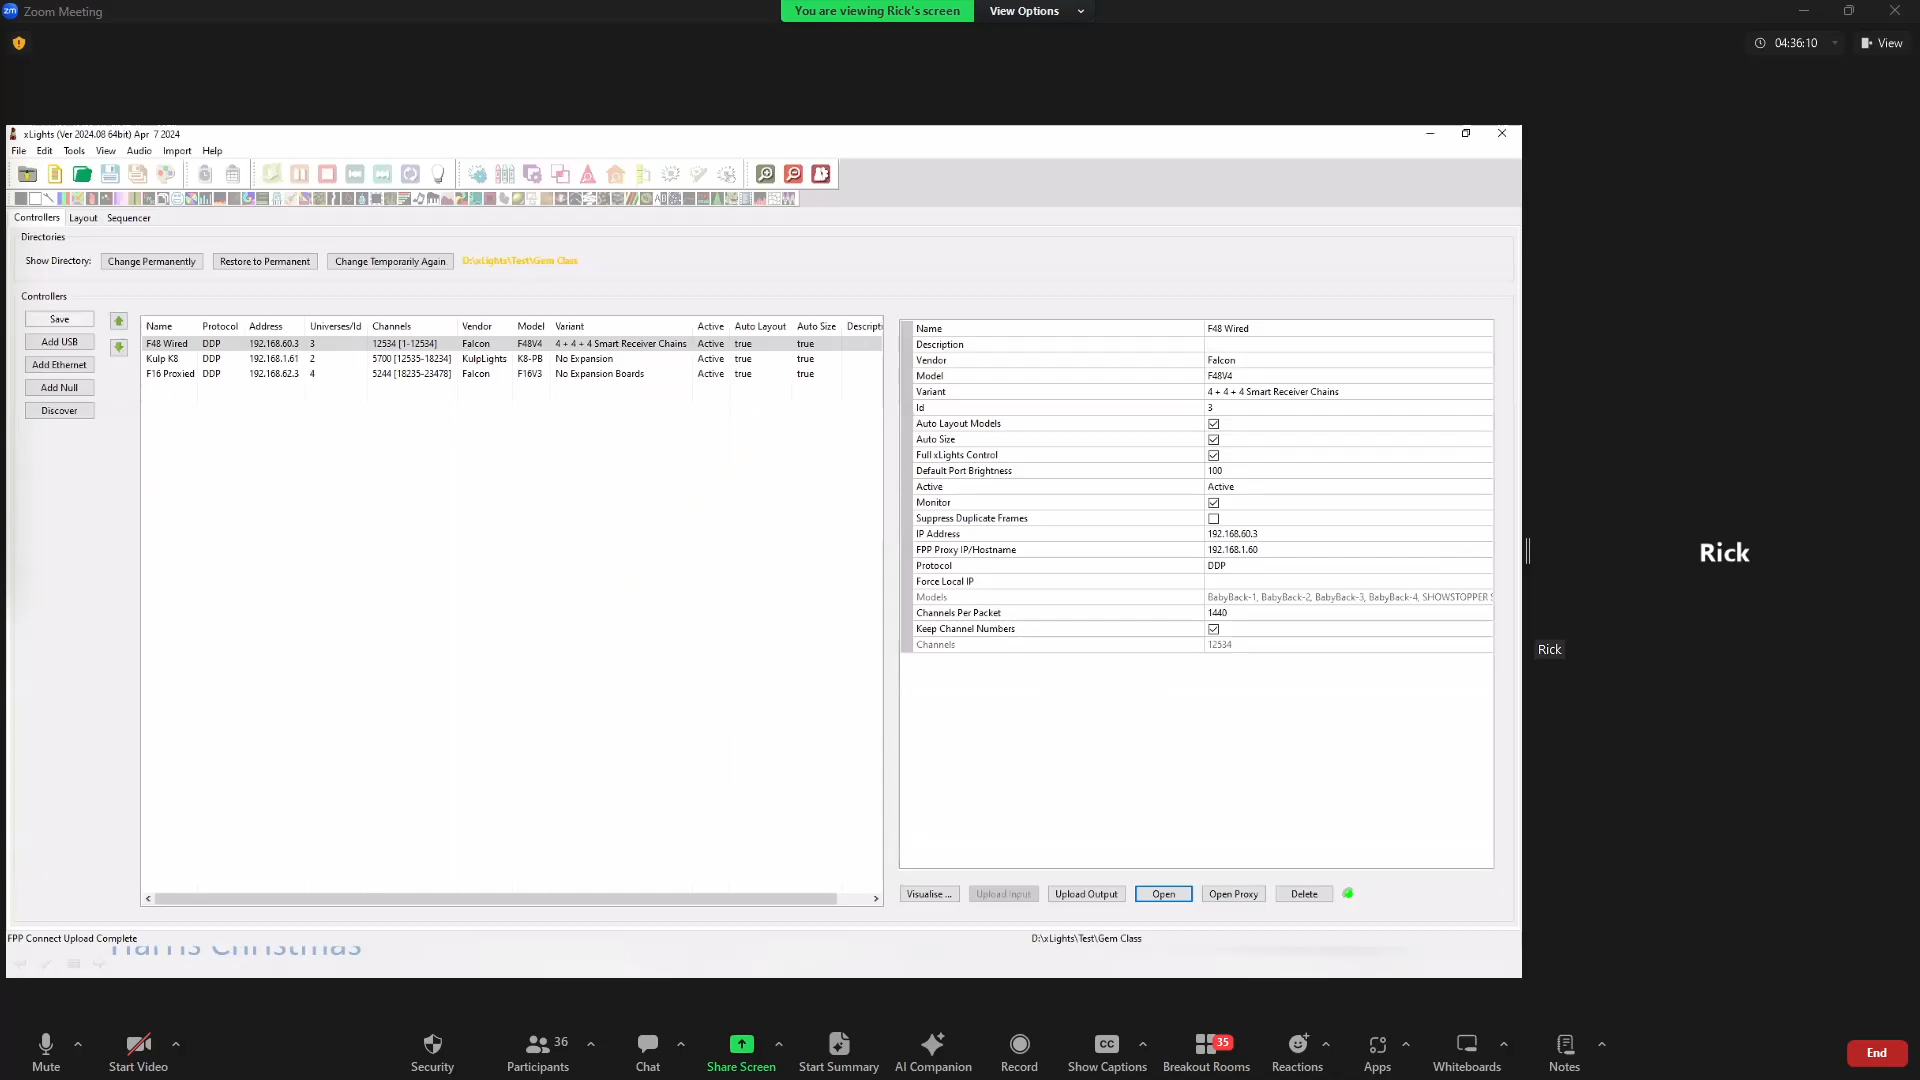 Zoom Meeting
You are viewing Rick's screen
View Options
04:36:10
View
xLights (Ver 2024.08 64bit) Apr 7 2024
File Edit Tools View Audio Import Help
Controllers Layout Sequencer
Directories
Show Directory: Change Permanently Restore to Permanent Change Temporarily Again D:\xLights\Test\Gem Class
Controllers
Save
Add USB
Add Ethernet
Add Null
Discover
Name Protocol Address Universes/Id Channels Vendor Model Variant Active Auto Layout Auto Size Descripti
F48 Wired DDP 192.168.60.3 3 12534 [1-12534] Falcon F48V4 4 + 4 + 4 Smart Receiver Chains Active true true
Kulp K8 DDP 192.168.1.61 2 5700 [12535-18234] KulpLights K8-PB No Expansion Active true true
F16 Proxied DDP 192.168.62.3 4 5244 [18235-23478] Falcon F16V3 No Expansion Boards Active true true
Name F48 Wired
Description
Vendor Falcon
Model F48V4
Variant 4 + 4 + 4 Smart Receiver Chains
Id 3
Auto Layout Models
Auto Size
Full xLights Control
Default Port Brightness 100
Active Active
Monitor
Suppress Duplicate Frames
IP Address 192.168.60.3
FPP Proxy IP/Hostname 192.168.1.60
Protocol DDP
Force Local IP
Models BabyBack-1, BabyBack-2, BabyBack-3, BabyBack-4, SHOWSTOPPER S
Channels Per Packet 1440
Keep Channel Numbers
Channels 12534
Visualise ... Upload Input Upload Output Open Open Proxy Delete
FPP Connect Upload Complete
D:\xLights\Test\Gem Class
Harris Christmas
Rick
Rick
Mute
Start Video
Security
Participants 36
Chat
Share Screen
Start Summary
AI Companion
Record
CC
Show Captions
Breakout Rooms 35
Reactions
Apps
Whiteboards
Notes
End